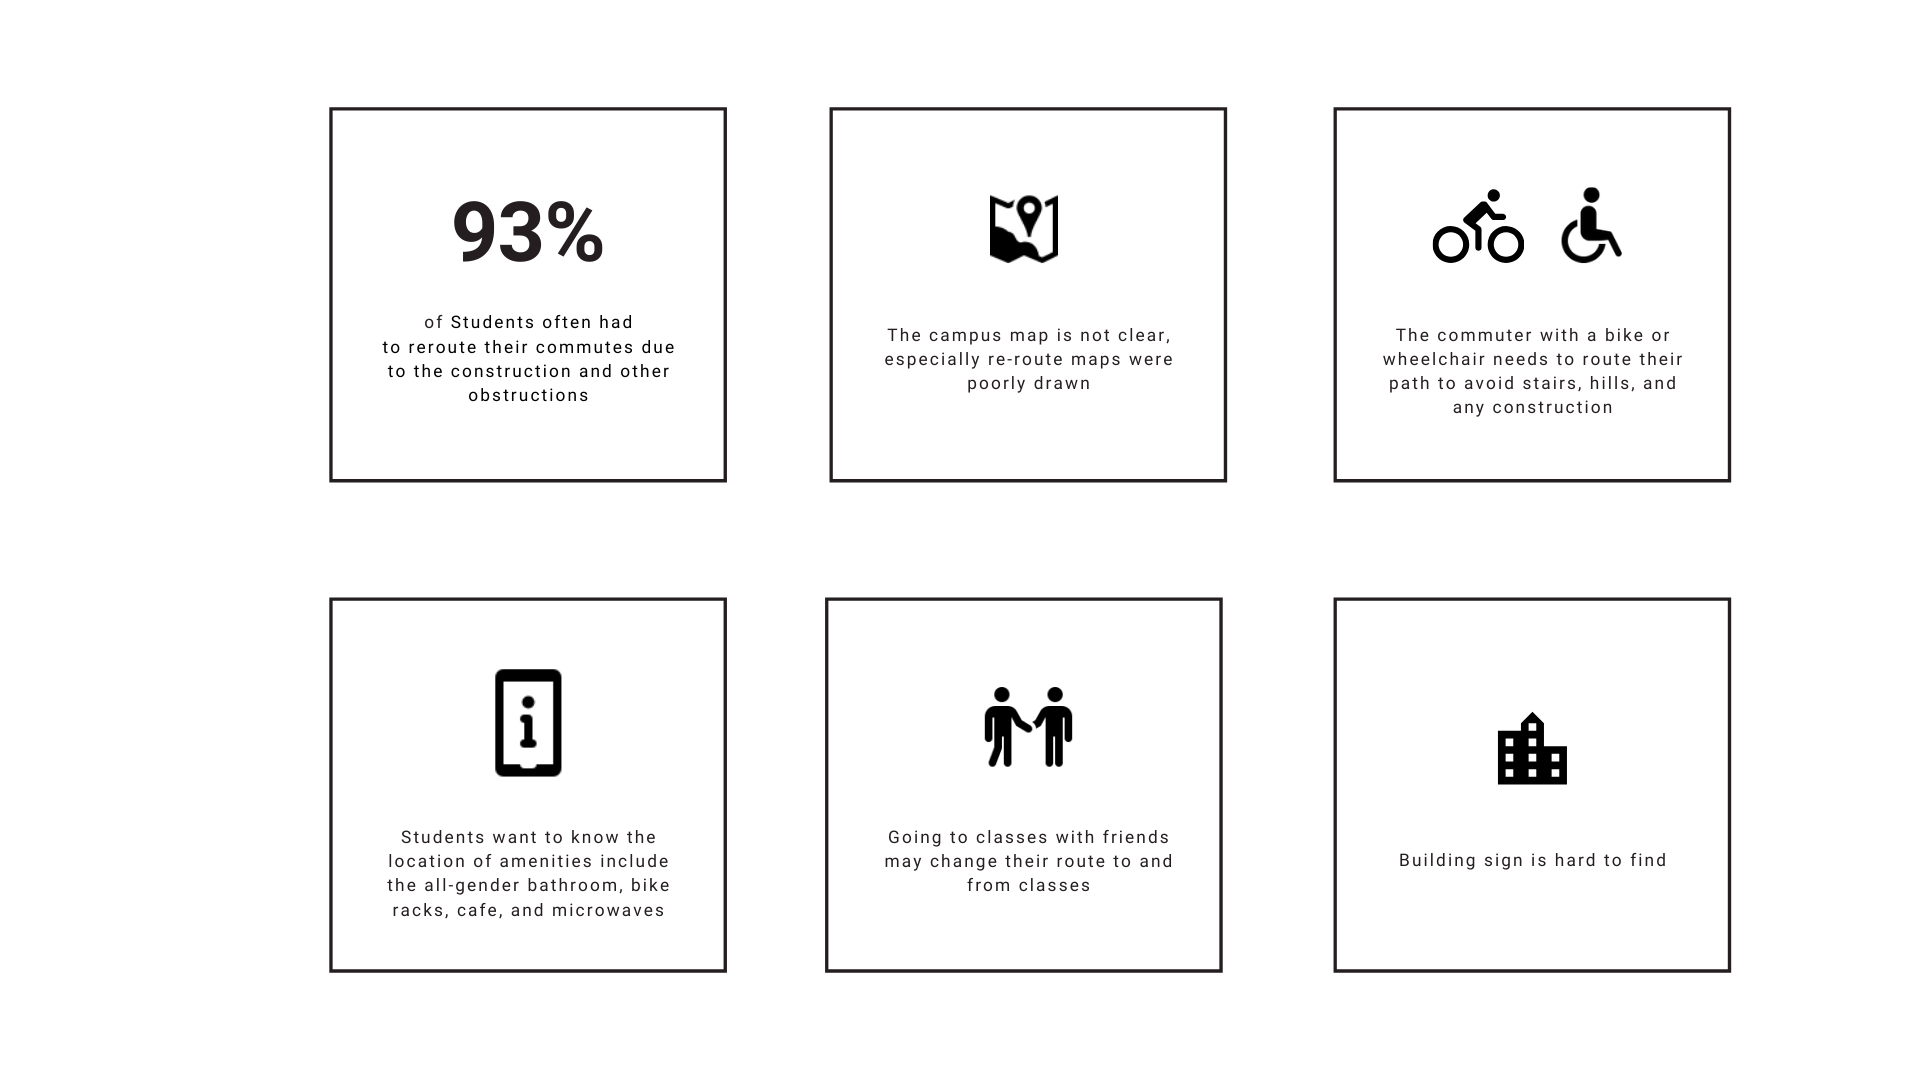 93%
of Students often had
to reroute their commutes due
to the construction and other
obstructions
The campus map is not clear,
especially re-route maps were
poorly drawn
The commuter with a bike or
wheelchair needs to route their
path to avoid stairs, hills, and
any construction
i
Students want to know the
location of amenities include
the all-gender bathroom, bike
racks, cafe, and microwaves
Going to classes with friends
may change their route to and
from classes
Building sign is hard to find